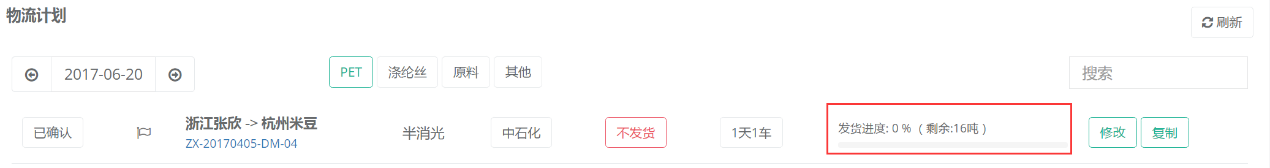 物流计划
刷新
2017-06-20
PET 涤纶丝 原料 其他
搜索
已确认 浙江张欣 -> 杭州米豆 半消光 中石化 不发货 1天1车 发货进度: 0 % ( 剩余:16吨 ) 修改 复制
ZX-20170405-DM-04